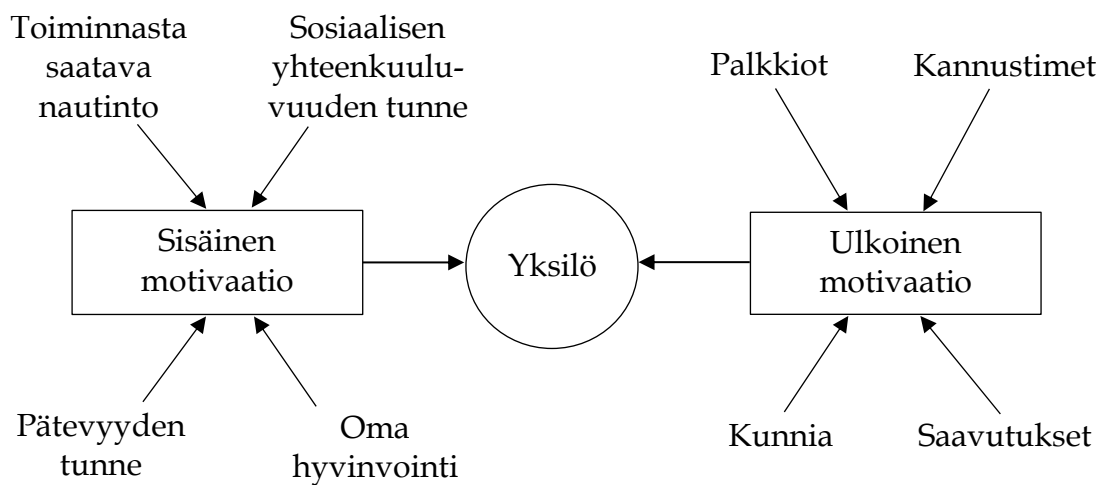 Toiminnasta
saatava
nautinto
Sosiaalisen
yhteenkuulu-
vuuden tunne
Palkkiot
Kannustimet
Sisäinen
motivaatio
Yksilö
Ulkoinen
motivaatio
Pätevyyden
tunne
Oma
hyvinvointi
Kunnia
Saavutukset